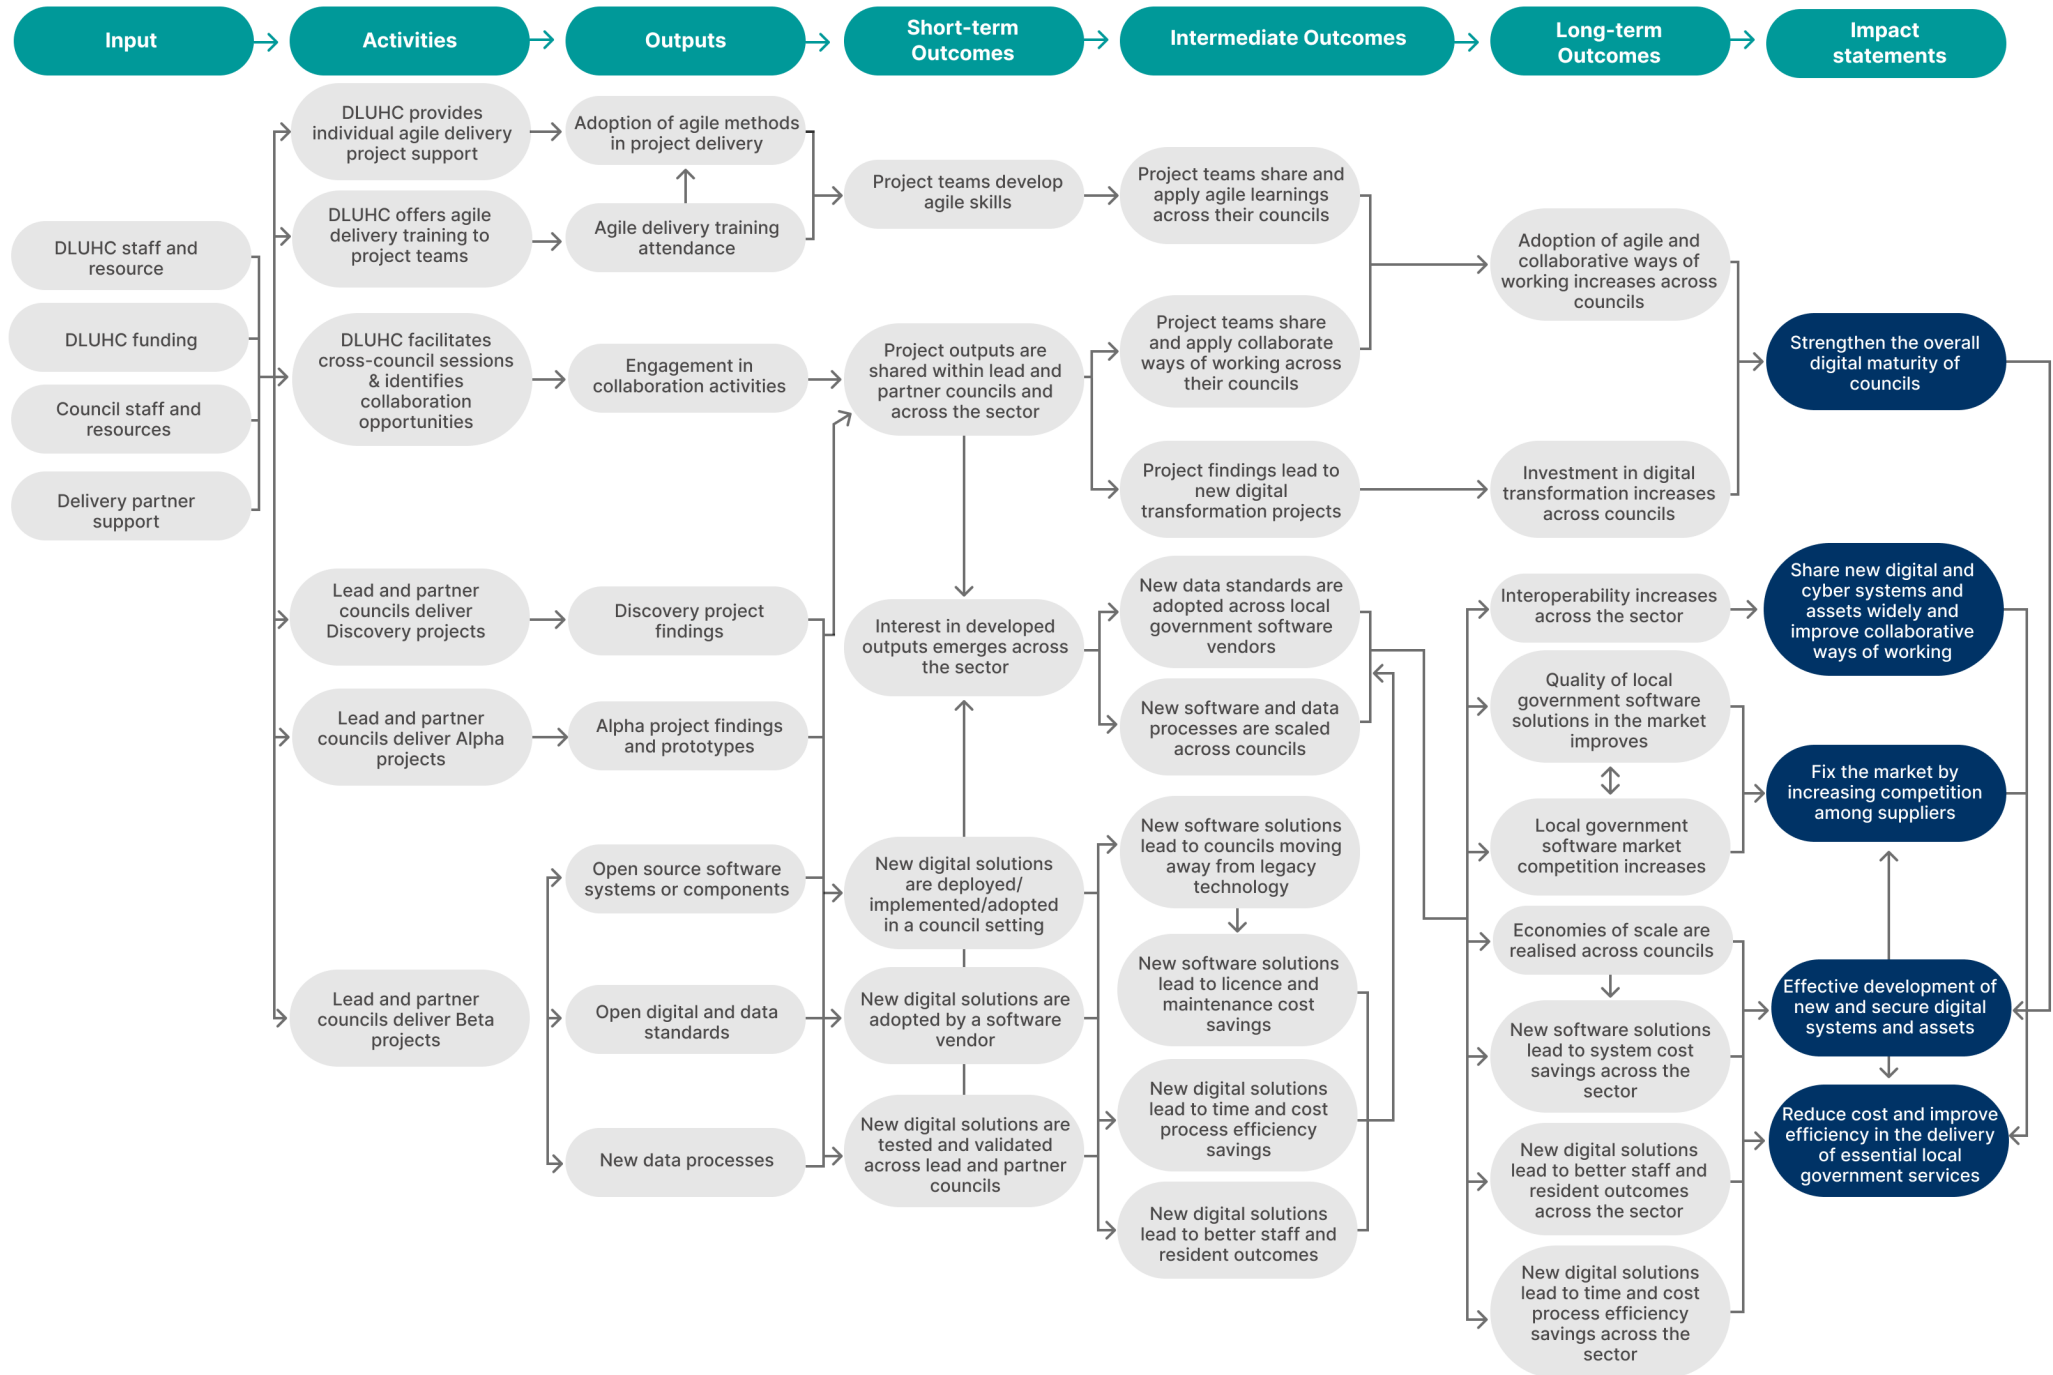 Input
Activities
Outputs
Short-term
Outcomes
Intermediate Outcomes
Long-term
Outcomes
Impact
statements
DLUHC staff and
resource
DLUHC funding
Council staff and
resources
Delivery partner
support
DLUHC provides
individual agile delivery
project support
DLUHC offers agile
delivery training to
project teams
DLUHC facilitates
cross-council sessions
& identifies
collaboration
opportunities
Lead and partner
councils deliver
Discovery projects
Lead and partner
councils deliver Alpha
projects
Lead and partner
councils deliver Beta
projects
Adoption of agile methods
in project delivery
Agile delivery training
attendance
Engagement in
collaboration activities
Discovery project
findings
Alpha project findings
and prototypes
Open source software
systems or components
Open digital and data
standards
New data processes
Project teams develop
agile skills
Project outputs are
shared within lead and
partner councils and
across the sector
Interest in developed
outputs emerges across
the sector
New digital solutions
are deployed/
implemented/adopted
in a council setting
New digital solutions are
adopted by a software
vendor
New digital solutions are
tested and validated
across lead and partner
councils
Project teams share and
apply agile learnings
across their councils
Project teams share
and apply collaborate
ways of working across
their councils
Project findings lead to
new digital
transformation projects
New data standards are
adopted across local
government software
vendors
New software and data
processes are scaled
across councils
New software solutions
lead to councils moving
away from legacy
technology
New software solutions
lead to licence and
maintenance cost
savings
New digital solutions
lead to time and cost
process efficiency
savings
New digital solutions
lead to better staff and
resident outcomes
Adoption of agile and
collaborative ways of
working increases across
councils
Investment in digital
transformation increases
across councils
Interoperability increases
across the sector
Quality of local
government software
solutions in the market
improves
Local government
software market
competition increases
Economies of scale are
realised across councils
New software solutions
lead to system cost
savings across the
sector
New digital solutions
lead to better staff and
resident outcomes
across the sector
New digital solutions
lead to time and cost
process efficiency
savings across the
sector
Strengthen the overall
digital maturity of
councils
Share new digital and
cyber systems and
assets widely and
improve collaborative
ways of working
Fix the market by
increasing competition
among suppliers
Effective development of
new and secure digital
systems and assets
Reduce cost and improve
efficiency in the delivery
of essential local
government services